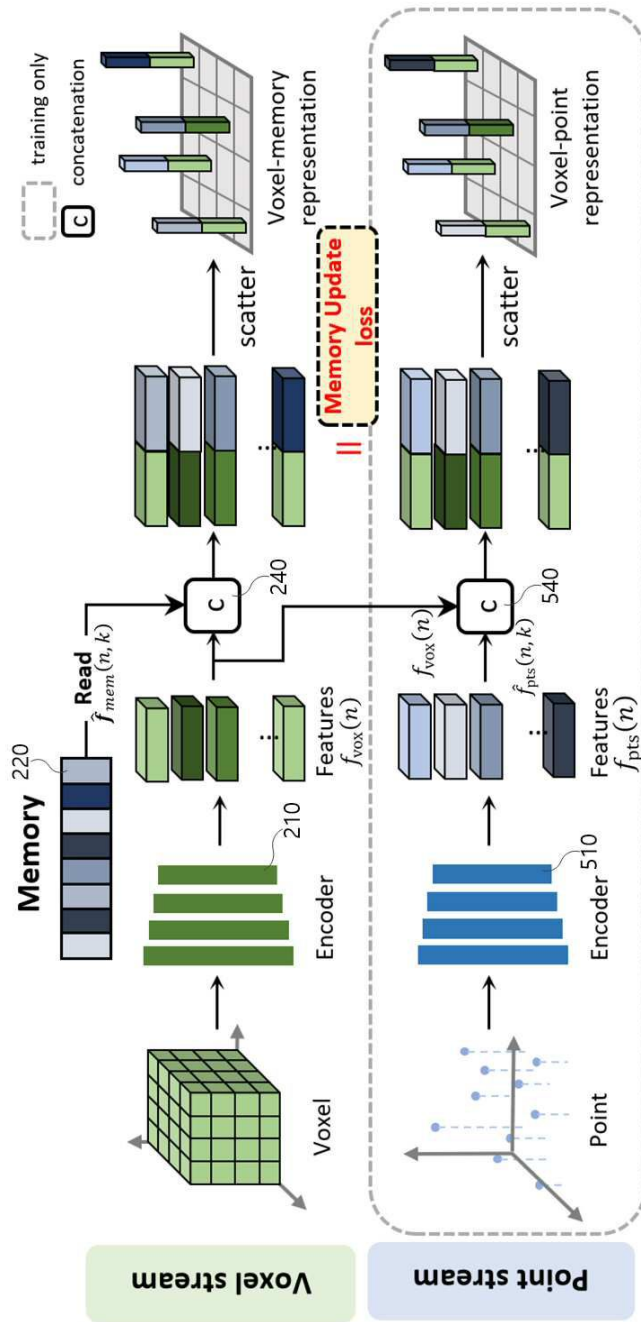 training only
C
concatenation
Memory
220
Read
f̂mem(n, k)
Voxel stream
Voxel
Encoder
210
Features
fvox(n)
C
240
...
scatter
Voxel-memory
representation
=
Memory Update
loss
Point stream
Point
Encoder
510
Features
fpts(n)
fvox(n)
f̂pts(n, k)
C
540
...
scatter
Voxel-point
representation